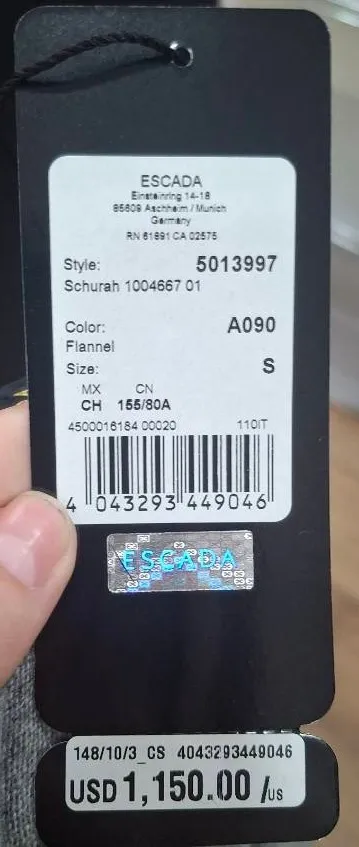 ESCADA
Einsteinring 14-18
85609 Aschheim / Munich
Germany
RN 61891 CA 02575
Style: 5013997
Schurah 1004667 01
Color: A090
Flannel
Size: S
MX CN
CH 155/80A
4500016184 00020 110IT
4 043293 449046
ESCADA
148/10/3_CS 4043293449046
USD 1,150.00 /US